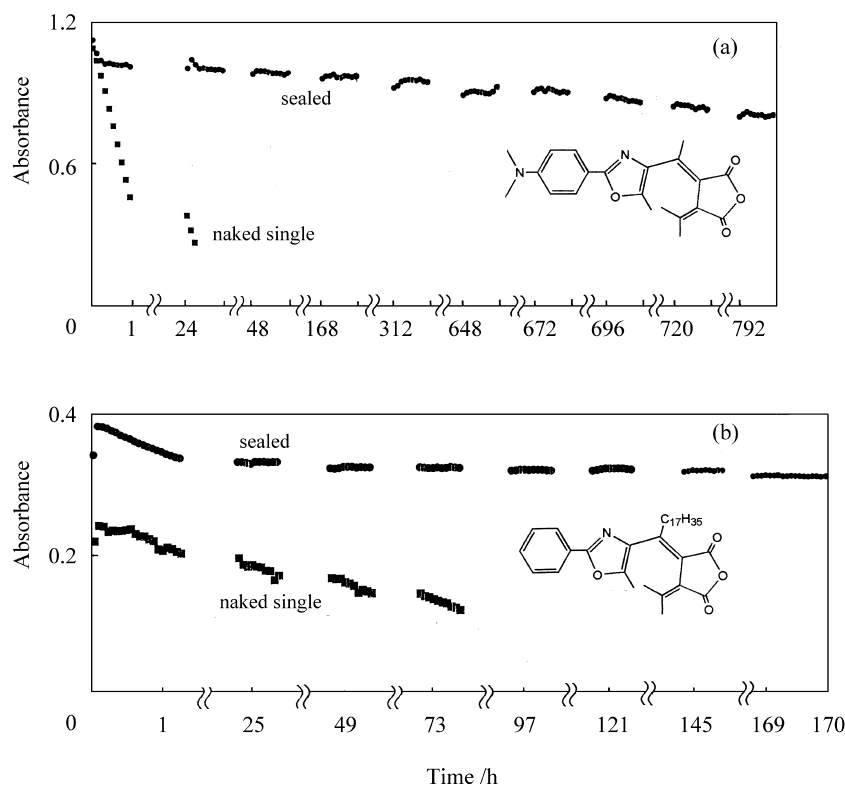 1.2
(a)
sealed
Absorbance
0.6
N
N
O
O
O
O
naked single
0
1 24 48 168 312 648 672 696 720 792
0.4
(b)
sealed
C17H35
Absorbance
N
O
O
O
O
0.2
naked single
0
1 25 49 73 97 121 145 169 170
Time /h